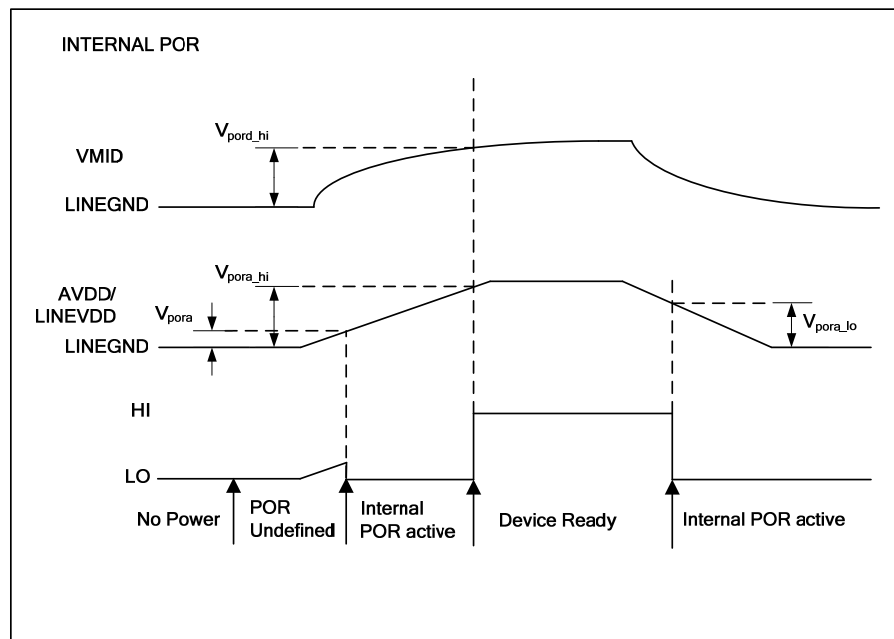 INTERNAL POR
Vpord_hi
VMID
LINEGND
Vpora_hi
AVDD/
LINEVDD
Vpora
LINEGND
Vpora_lo
HI
LO
No Power
POR
Undefined
Internal
POR active
Device Ready
Internal POR active